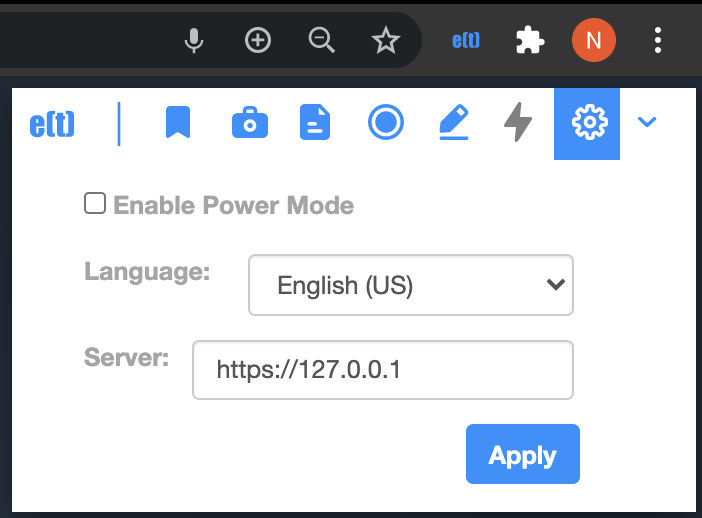 e(t)
N
e(t)
Enable Power Mode
Language:
English (US)
Server:
https://127.0.0.1
Apply